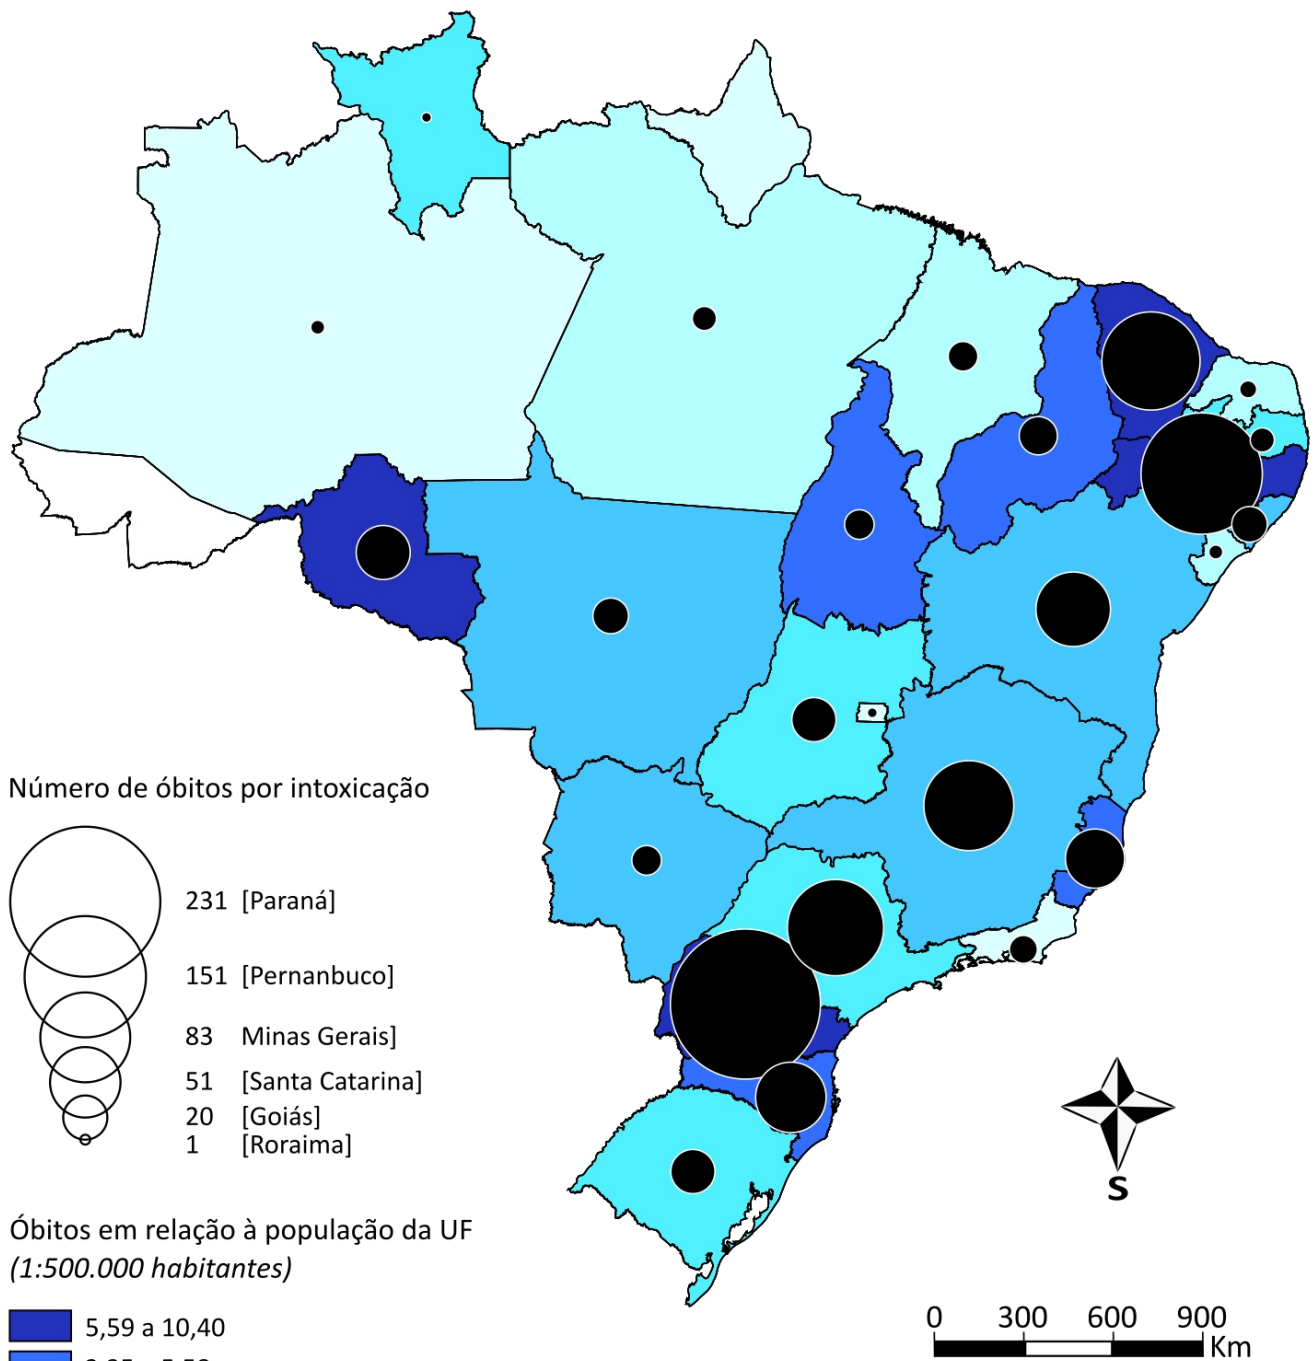 Número de óbitos por intoxicação
231 [Paraná]
151 [Pernanbuco]
83 Minas Gerais]
51 [Santa Catarina]
20 [Goiás]
1 [Roraima]
S
Óbitos em relação à população da UF
(1:500.000 habitantes)
5,59 a 10,40
0 300 600 900
Km